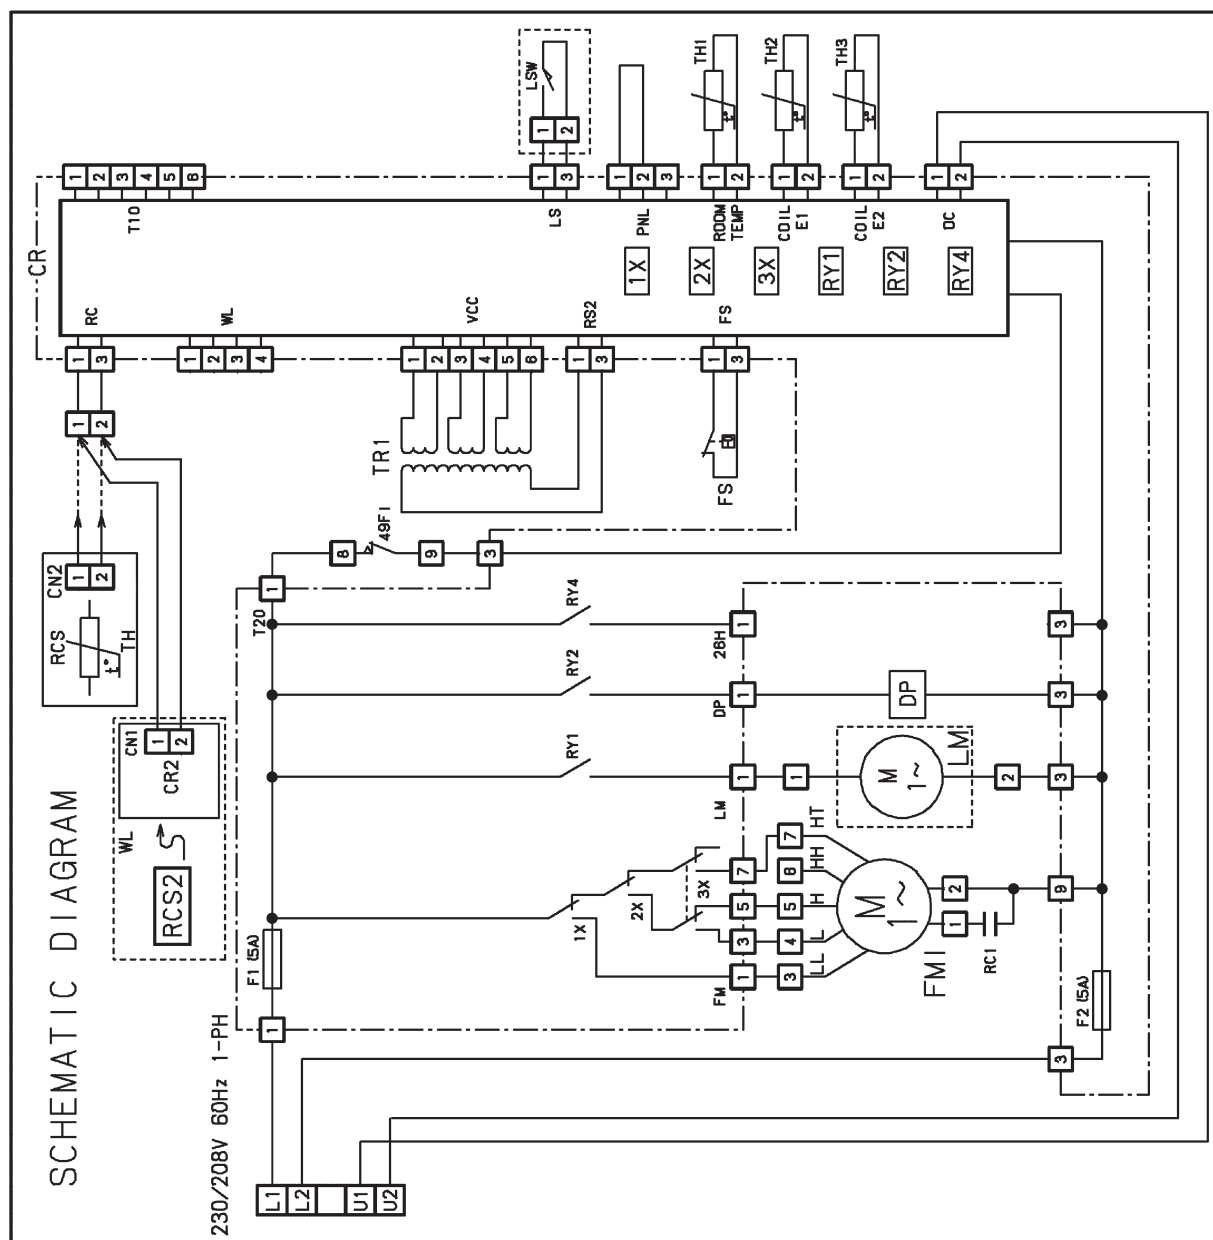 SCHEMATIC DIAGRAM
230/208V 60Hz 1-PH
L1
L2
U1
U2
WL
RCS2
CN1
1
2
CR2
RCS
TH
CN2
1
2
1
2
CR
RC
1
3
WL
1
2
3
4
VCC
1
2
3
4
5
6
RS2
1
3
FS
1
3
T10
1
2
3
4
5
6
LS
1
3
LSW
1
2
PNL
1
2
3
ROOM
TEMP
1
2
TH1
t°
COIL
E1
1
2
TH2
t°
COIL
E2
1
2
TH3
t°
OC
1
2
1X
2X
3X
RY1
RY2
RY4
TR1
FS
49FI
8
9
3
1
T20
1
F1 (5A)
RY4
RY2
RY1
1X
2X
3X
26H
1
3
DP
1
DP
3
LM
1
1
M
1~
LM
2
3
FM
1
3
5
7
3
4
5
6
7
LL
L
H
HH
HT
M
1~
FMI
1
2
RC1
9
F2 (5A)
3